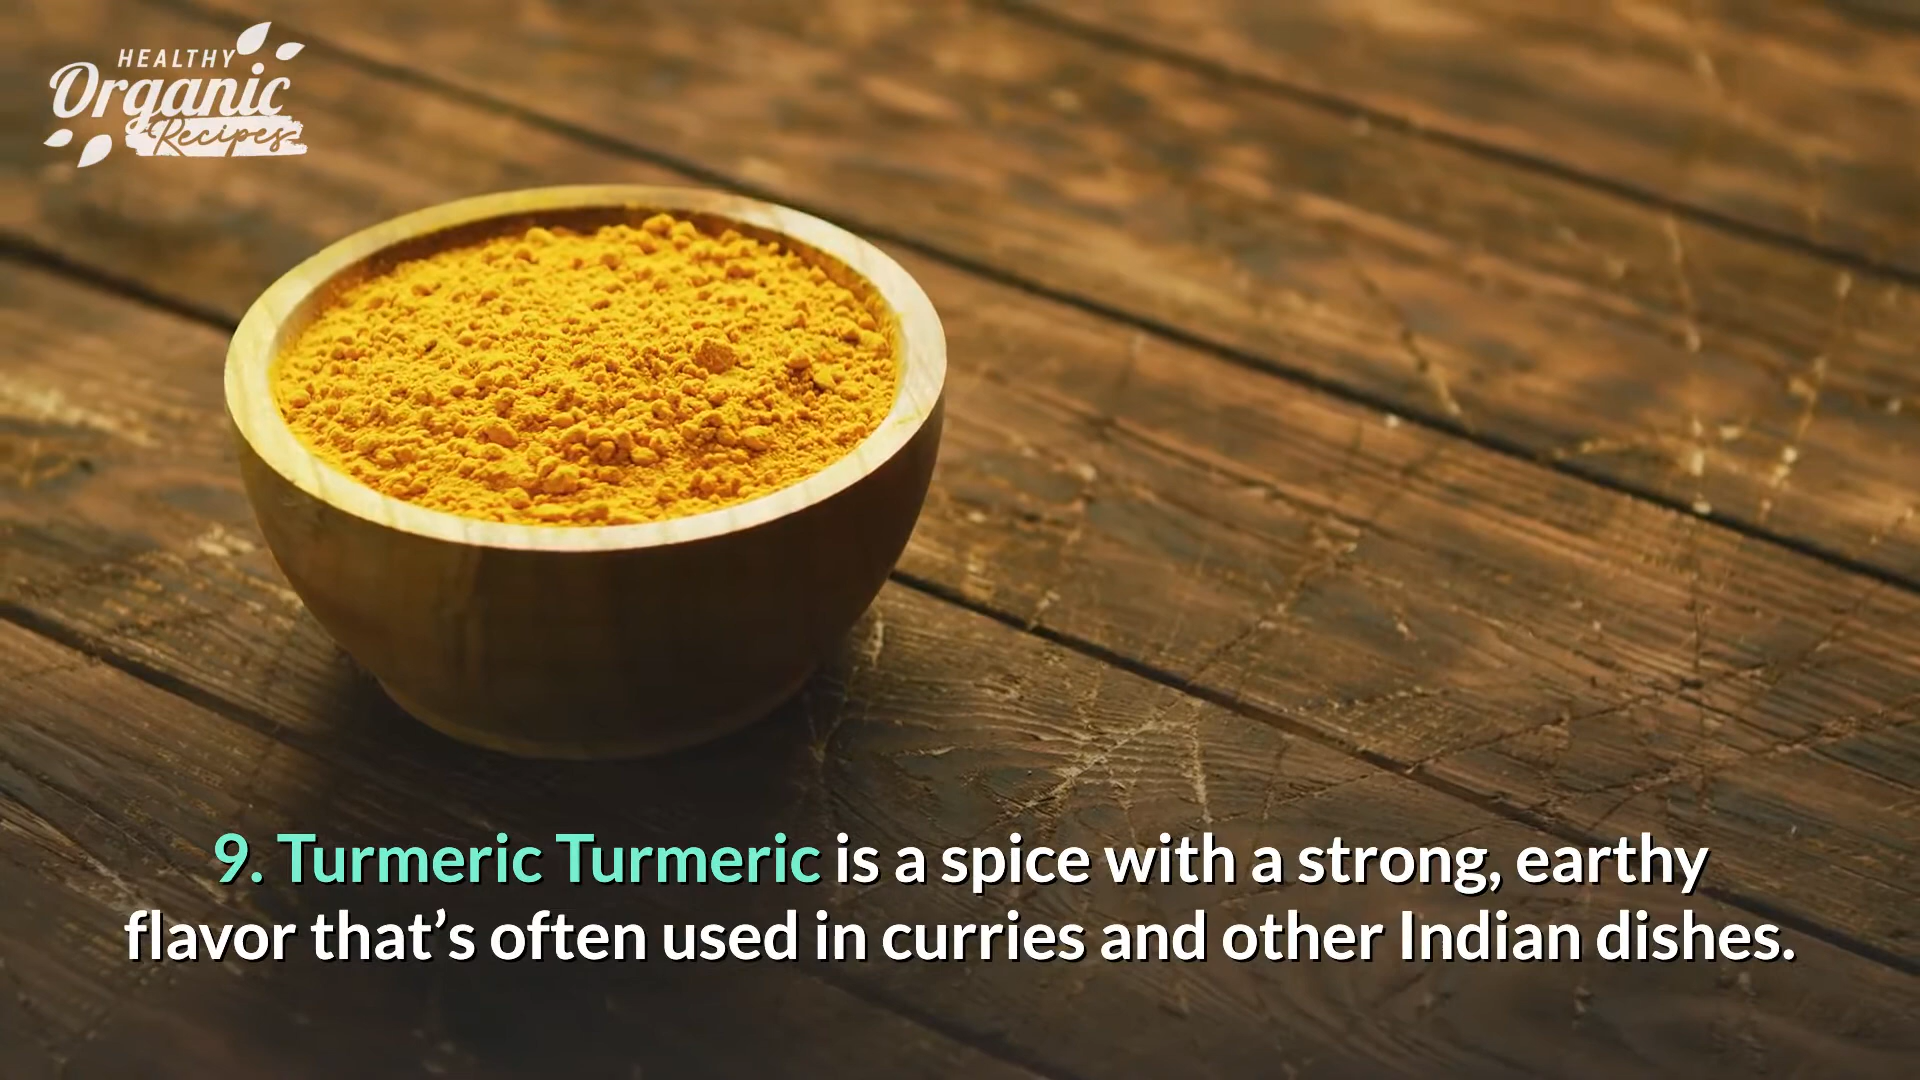 HEALTHY
Organic
Recipes
9. Turmeric Turmeric is a spice with a strong, earthy
flavor that’s often used in curries and other Indian dishes.